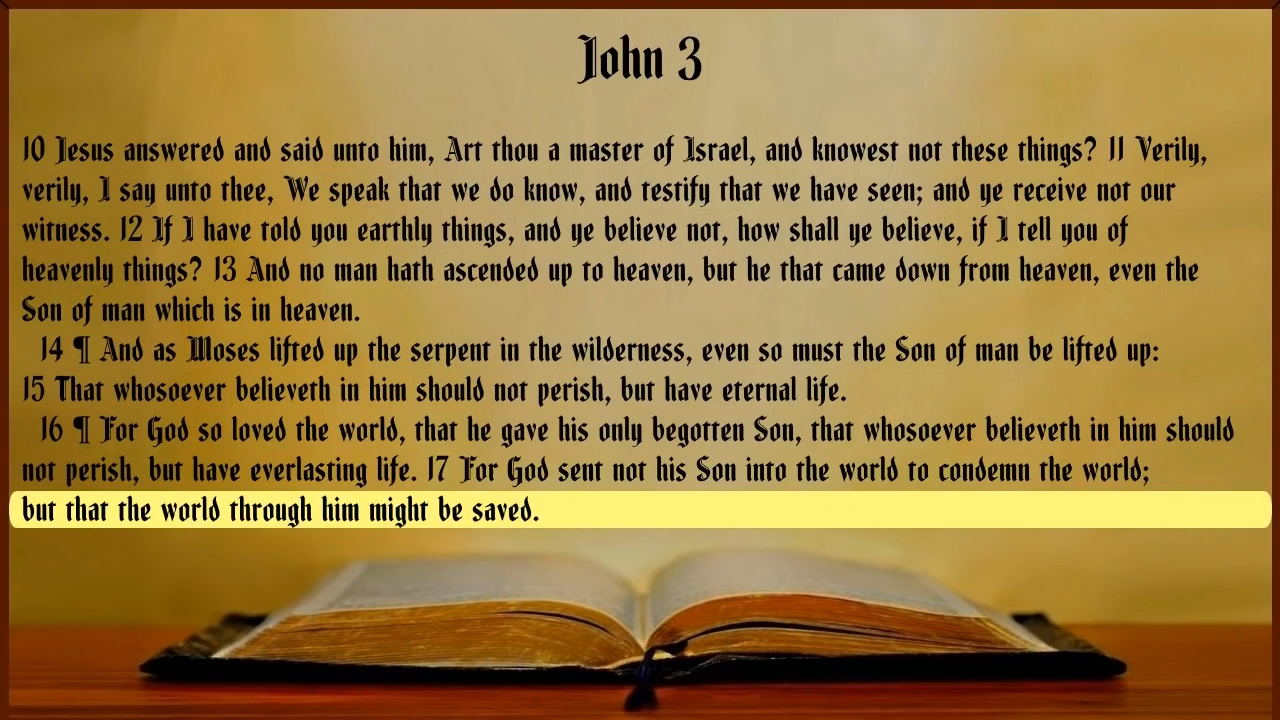 John 3
10 Jesus answered and said unto him, Art thou a master of Israel, and knowest not these things? 11 Verily,
verily, I say unto thee, We speak that we do know, and testify that we have seen; and ye receive not our
witness. 12 If I have told you earthly things, and ye believe not, how shall ye believe, if I tell you of
heavenly things? 13 And no man hath ascended up to heaven, but he that came down from heaven, even the
Son of man which is in heaven.
14 ¶ And as Moses lifted up the serpent in the wilderness, even so must the Son of man be lifted up:
15 That whosoever believeth in him should not perish, but have eternal life.
16 ¶ For God so loved the world, that he gave his only begotten Son, that whosoever believeth in him should
not perish, but have everlasting life. 17 For God sent not his Son into the world to condemn the world;
but that the world through him might be saved.